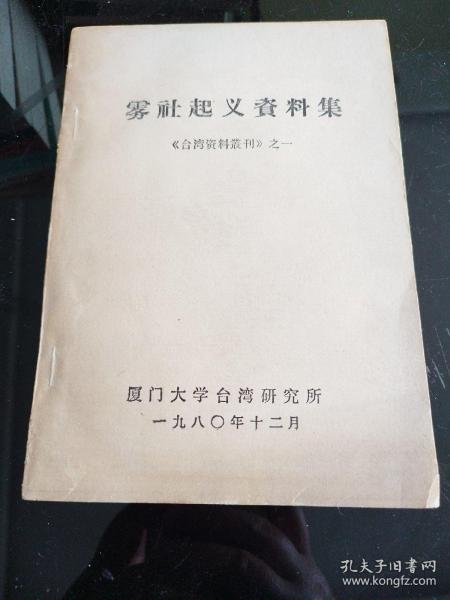 雾社起义資料集
《台湾资料叢刊》之一
厦门大学台湾研究所
一九八〇年十二月
孔夫子旧书网
www.kongfz.com